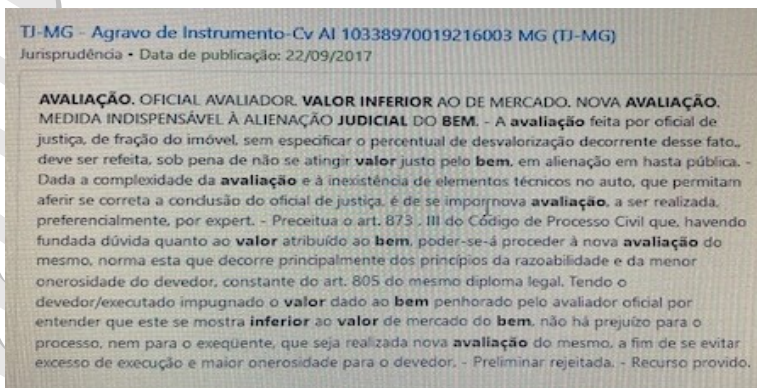 TJ-MG - Agravo de Instrumento-Cv AI 10338970019216003 MG (TJ-MG)
Jurisprudência • Data de publicação: 22/09/2017
AVALIAÇÃO. OFICIAL AVALIADOR. VALOR INFERIOR AO DE MERCADO. NOVA AVALIAÇÃO.
MEDIDA INDISPENSÁVEL À ALIENAÇÃO JUDICIAL DO BEM. - A avaliação feita por oficial de
justiça, de fração do imóvel, sem especificar o percentual de desvalorização decorrente desse fato,,
deve ser refeita, sob pena de não se atingir valor justo pelo bem, em alienação em hasta pública. -
Dada a complexidade da avaliação e à inexistência de elementos técnicos no auto, que permitam
aferir se correta a conclusão do oficial de justiça, é de se impor nova avaliação, a ser realizada,
preferencialmente, por expert. - Preceitua o art. 873 . III do Código de Processo Civil que, havendo
fundada dúvida quanto ao valor atribuído ao bem, poder-se-á proceder à nova avaliação do
mesmo, norma esta que decorre principalmente dos princípios da razoabilidade e da menor
onerosidade do devedor, constante do art. 805 do mesmo diploma legal. Tendo o
devedor/executado impugnado o valor dado ao bem penhorado pelo avaliador oficial por
entender que este se mostra inferior ao valor de mercado do bem, não há prejuízo para o
processo, nem para o exeqüente, que seja realizada nova avaliação do mesmo, a fim de se evitar
excesso de execução e maior onerosidade para o devedor. - Preliminar rejeitada. - Recurso provido.